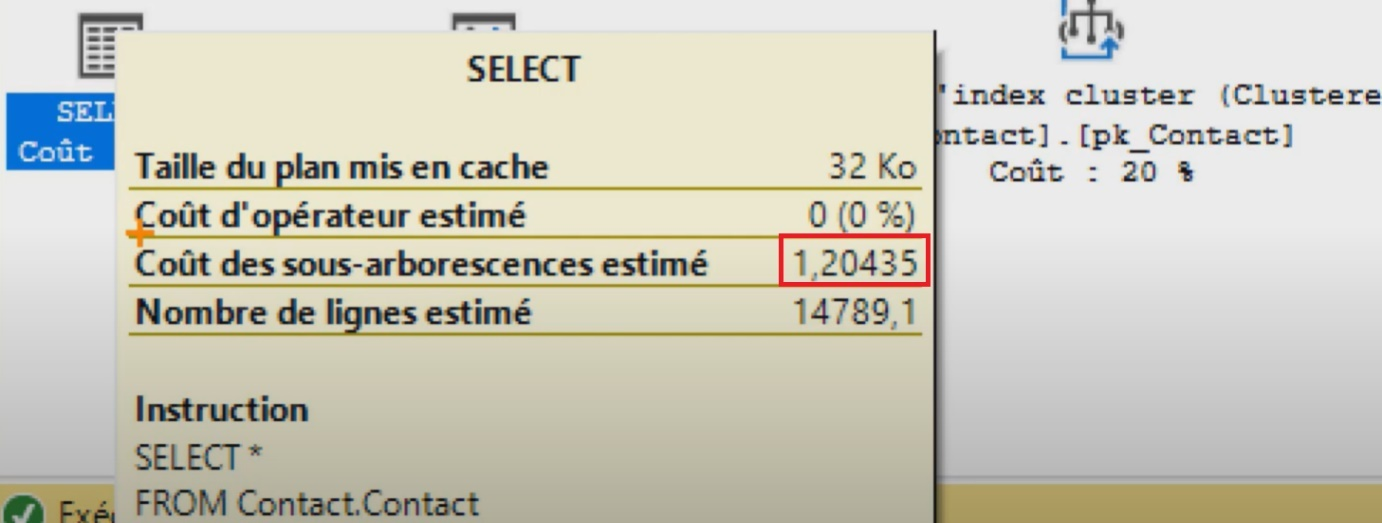 SELECT
Coût
'index cluster (Clustere
ontact].[pk_Contact]
Coût : 20 %
SELECT
Taille du plan mis en cache 32 Ko
Coût d'opérateur estimé 0 (0 %)
Coût des sous-arborescences estimé 1,20435
Nombre de lignes estimé 14789,1
Instruction
SELECT *
FROM Contact.Contact